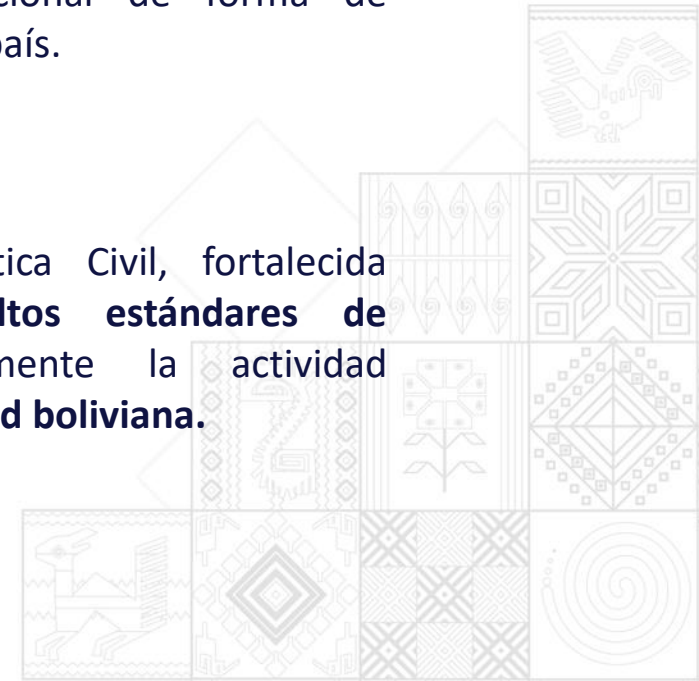 cional de forma de
país.
tica Civil, fortalecida
ltos estándares de
mente la actividad
d boliviana.